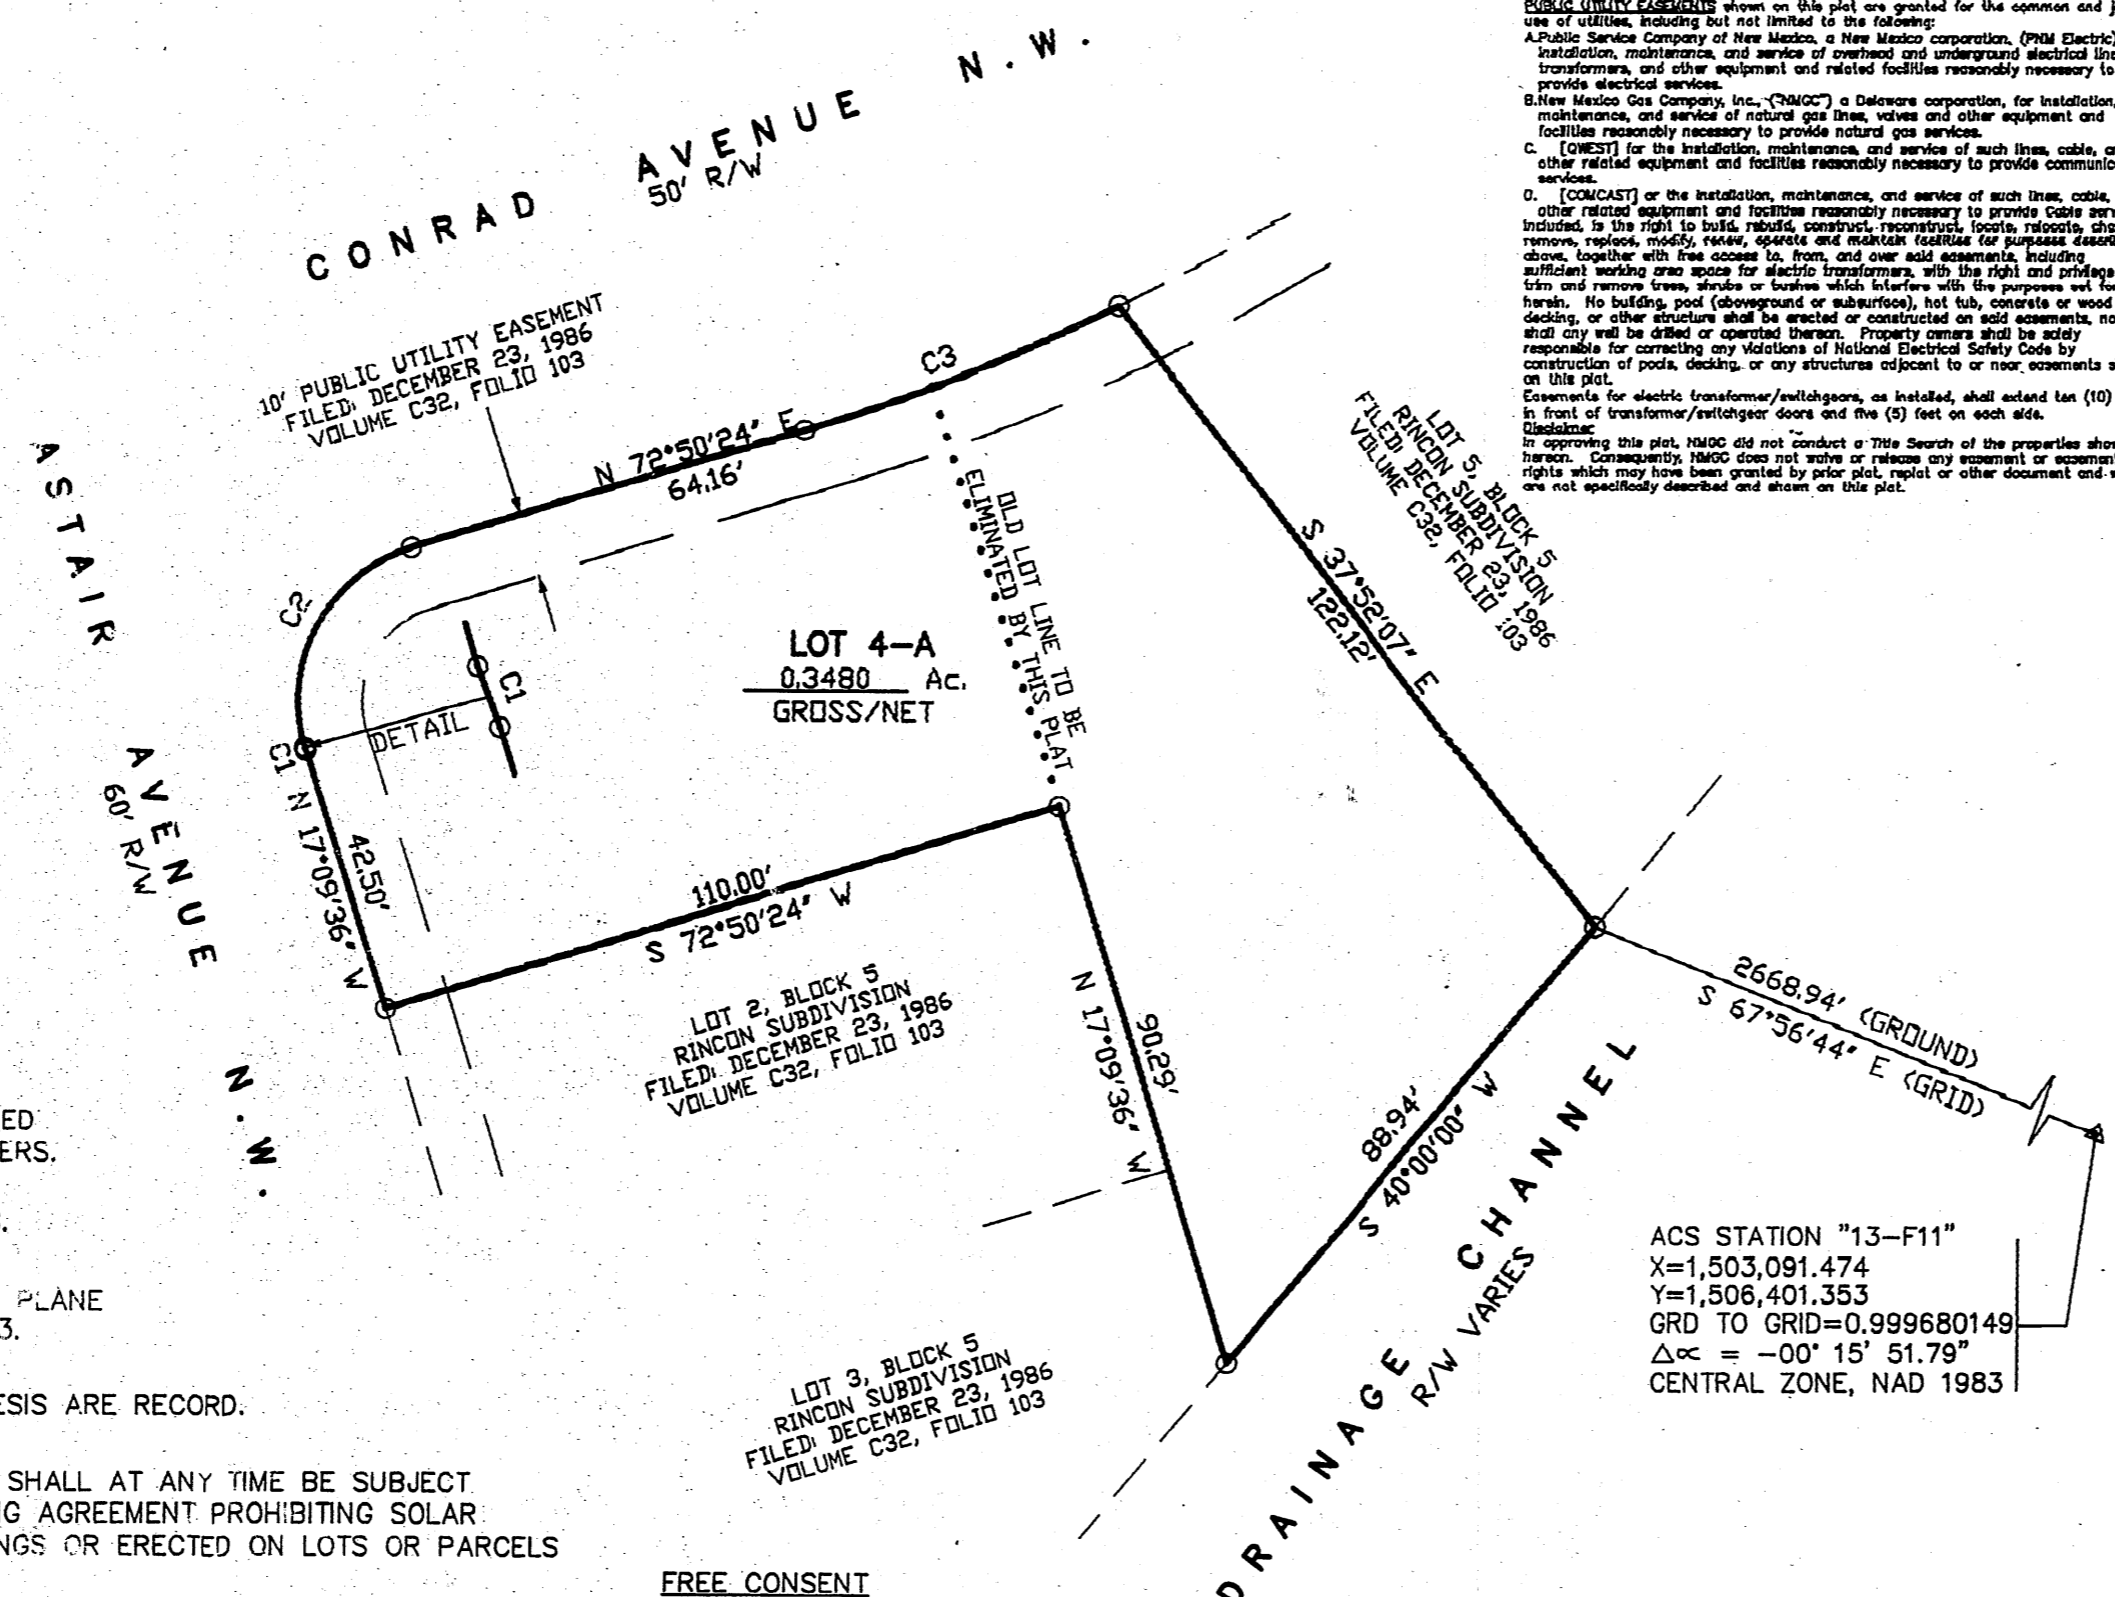 PUBLIC UTILITY EASEMENTS shown on this plat are granted for the common and j
use of utilities, including but not limited to the following:
A.Public Service Company of New Mexico, a New Mexico corporation, (PNM Electric)
installation, maintenance, and service of overhead and underground electrical line
transformers, and other equipment and related facilities reasonably necessary to
provide electrical services.
B.New Mexico Gas Company, Inc., ("NMGC") a Delaware corporation, for installation,
maintenance, and service of natural gas lines, valves and other equipment and
facilities reasonably necessary to provide natural gas services.
C. [QWEST] for the installation, maintenance, and service of such lines, cable, a
other related equipment and facilities reasonably necessary to provide communic
services.
D. [COMCAST] or the installation, maintenance, and service of such lines, cable,
other related equipment and facilities reasonably necessary to provide Cable serv
included, is the right to build, rebuild, construct, reconstruct, locate, relocate, cha
remove, replace, modify, renew, operate and maintain facilities for purposes descri
above, together with free access to, from, and over said easements, including
sufficient working area space for electric transformers, with the right and privilege
trim and remove trees, shrubs or bushes which interfere with the purposes set fo
herein. No building, pool (aboveground or subsurface), hot tub, concrete or wood
decking, or other structure shall be erected or constructed on said easements, no
shall any well be drilled or operated thereon. Property owners shall be solely
responsible for correcting any violations of National Electrical Safety Code by
construction of pools, decking, or any structures adjacent to or near easements s
on this plat.
Easements for electric transformer/switchgears, as installed, shall extend ten (10)
in front of transformer/switchgear doors and five (5) feet on each side.
Disclaimer
In approving this plat, NMGC did not conduct a Title Search of the properties show
hereon. Consequently, NMGC does not waive or release any easement or easement
rights which may have been granted by prior plat, replat or other document and w
are not specifically described and shown on this plat.
CONRAD AVENUE N.W.
50' R/W
10' PUBLIC UTILITY EASEMENT
FILED: DECEMBER 23, 1986
VOLUME C32, FOLIO 103
C3
N 72°50'24" E
64.16'
C2
ASTAIR AVENUE N.W.
60' R/W
LOT 4-A
0.3480 Ac.
GROSS/NET
OLD LOT LINE TO BE
ELIMINATED BY THIS PLAT
LOT 5, BLOCK 5
RINCON SUBDIVISION
FILED: DECEMBER 23, 1986
VOLUME C32, FOLIO 103
S 37°52'07" E
122.12'
C1
DETAIL
C1
N 17°09'36" W
42.50'
110.00'
S 72°50'24" W
LOT 2, BLOCK 5
RINCON SUBDIVISION
FILED: DECEMBER 23, 1986
VOLUME C32, FOLIO 103
N 17°09'36" W
90.29'
88.94'
S 40°00'00" W
2668.94' (GROUND)
S 67°56'44" E (GRID)
DRAINAGE CHANNEL
R/W VARIES
LOT 3, BLOCK 5
RINCON SUBDIVISION
FILED: DECEMBER 23, 1986
VOLUME C32, FOLIO 103
ACS STATION "13-F11"
X=1,503,091.474
Y=1,506,401.353
GRD TO GRID=0.999680149
Δ∝ = -00° 15' 51.79"
CENTRAL ZONE, NAD 1983
ED
ERS.
PLANE
3.
ESIS ARE RECORD.
SHALL AT ANY TIME BE SUBJECT
NG AGREEMENT PROHIBITING SOLAR
NGS OR ERECTED ON LOTS OR PARCELS
FREE CONSENT